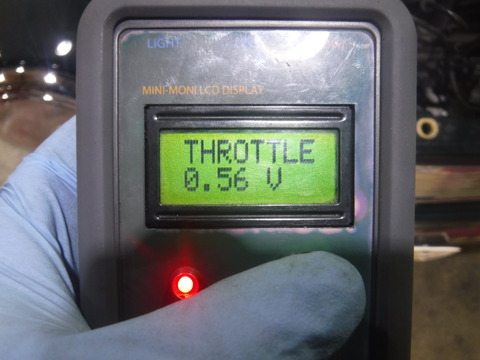 LIGHT
MINI-MONI LCD DISPLAY
THROTTLE
0.56 V